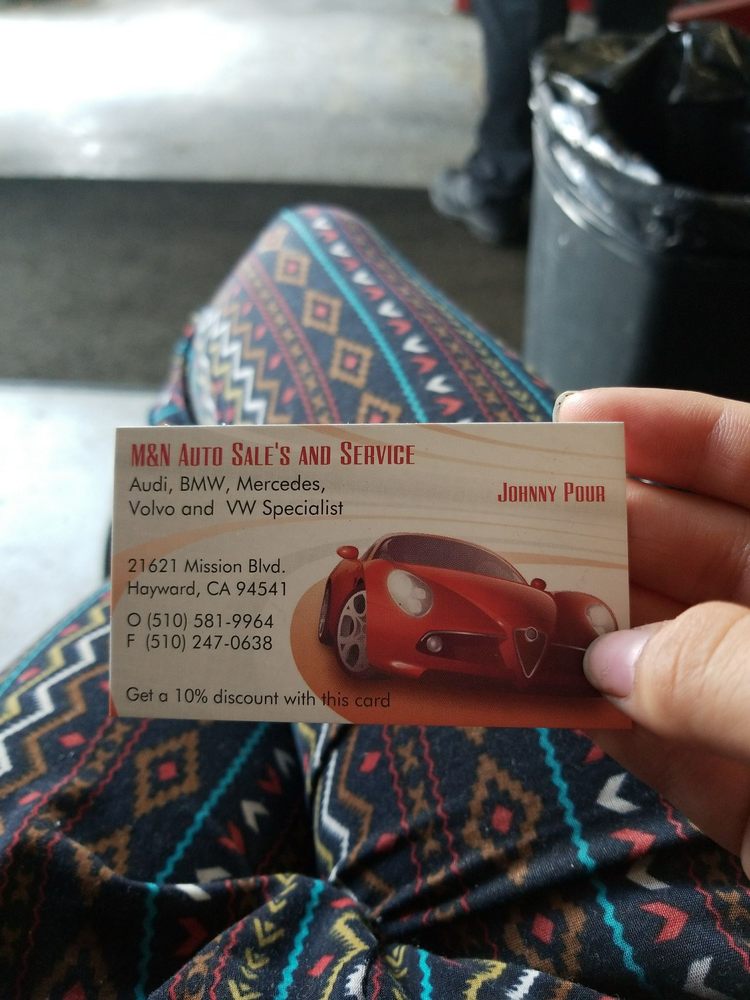 M&N Auto Sale's and Service
Audi, BMW, Mercedes,
Volvo and VW Specialist
Johnny Pour
21621 Mission Blvd.
Hayward, CA 94541
O (510) 581-9964
F (510) 247-0638
Get a 10% discount with this card